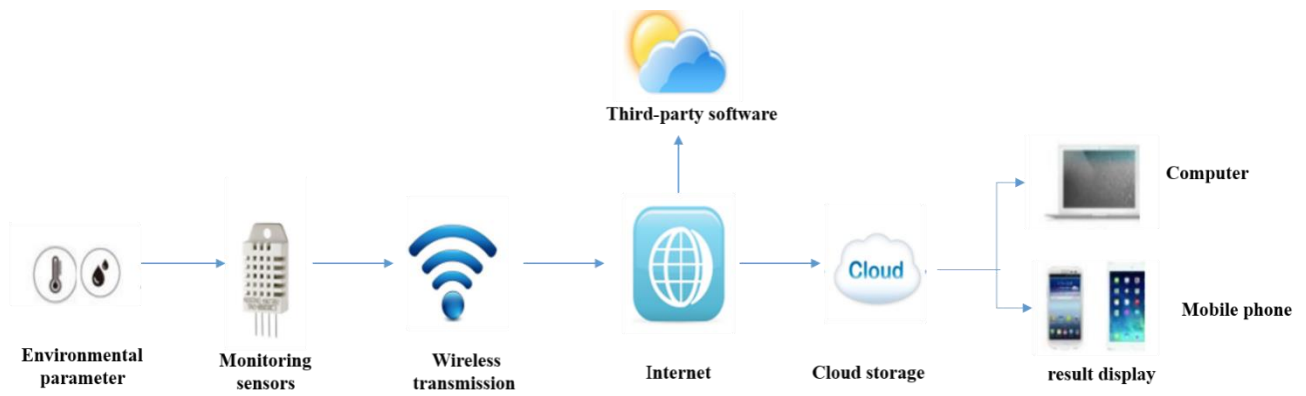 Third-party software
Computer
Cloud
Mobile phone
Environmental
parameter
Monitoring
sensors
Wireless
transmission
Internet
Cloud storage
result display